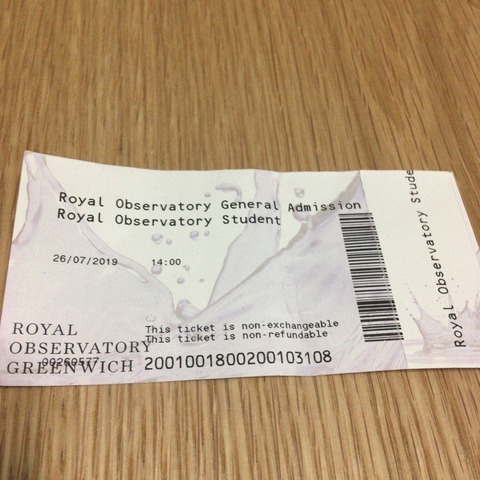 Royal Observatory General Admission
Royal Observatory Student
26/07/2019 14:00
This ticket is non-exchangeable
This ticket is non-refundable
ROYAL
OBSERVATORY
GREENWICH
00260577
2001001800200103108
Royal Observatory Stude